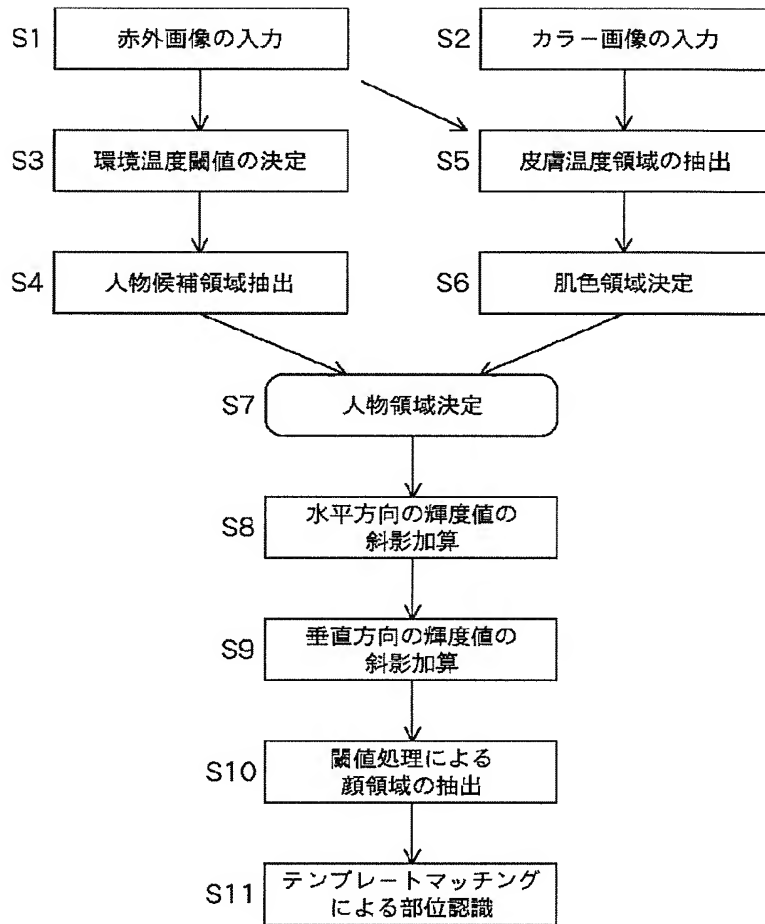 S1 赤外画像の入力
S2 カラー画像の入力
S3 環境温度閾値の決定
S5 皮膚温度領域の抽出
S4 人物候補領域抽出
S6 肌色領域決定
S7 人物領域決定
S8 水平方向の輝度値の
斜影加算
S9 垂直方向の輝度値の
斜影加算
S10 閾値処理による
顔領域の抽出
S11 テンプレートマッチング
による部位認識